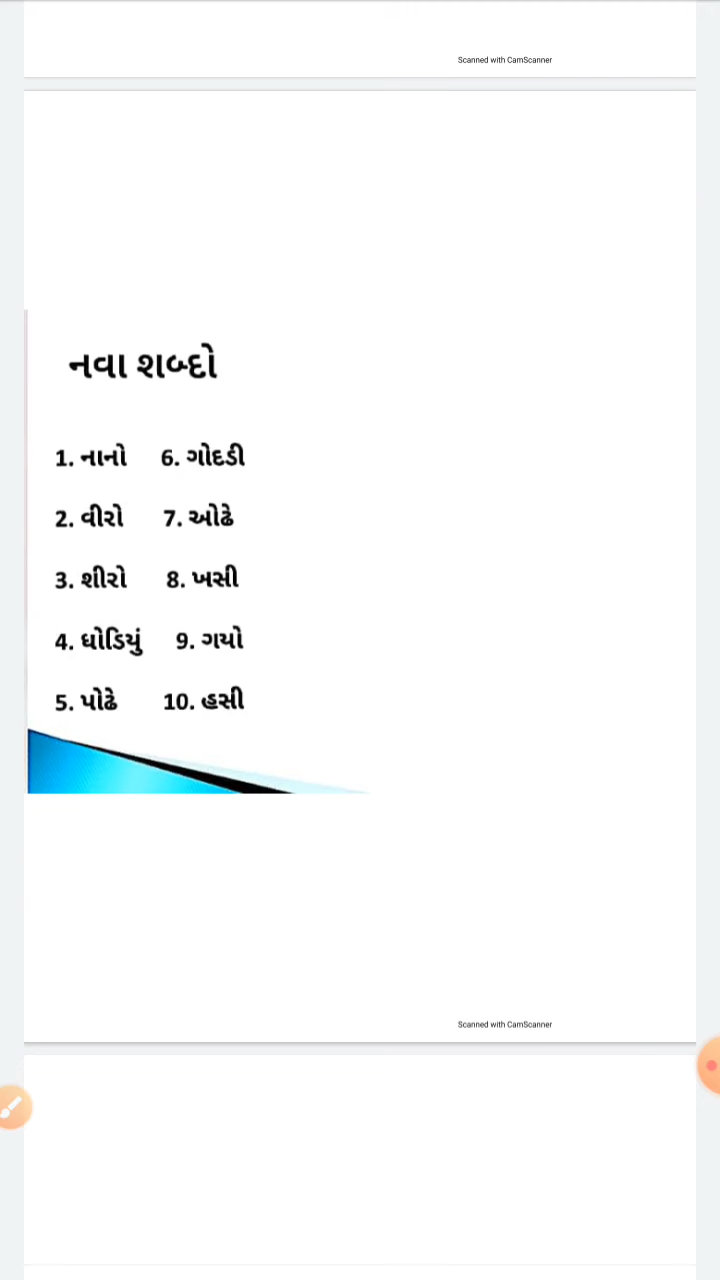 Scanned with CamScanner
નવા શબ્દો
1. નાનો 6. ગોદડી
2. વીરો 7. ઓઢે
3. શીરો 8. ખસી
4. ઘોડિયું 9. ગયો
5. પોઢે 10. હસી
Scanned with CamScanner